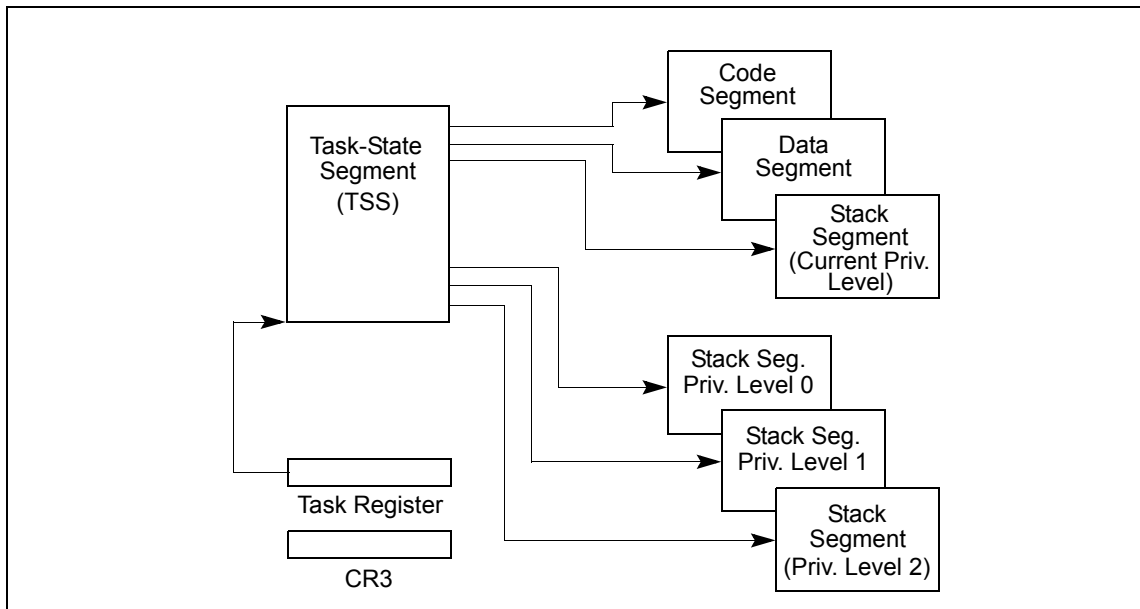 Code
Segment
Task-State
Segment
(TSS)
Data
Segment
Stack
Segment
(Current Priv.
Level)
Stack Seg.
Priv. Level 0
Stack Seg.
Priv. Level 1
Task Register
Stack
Segment
(Priv. Level 2)
CR3